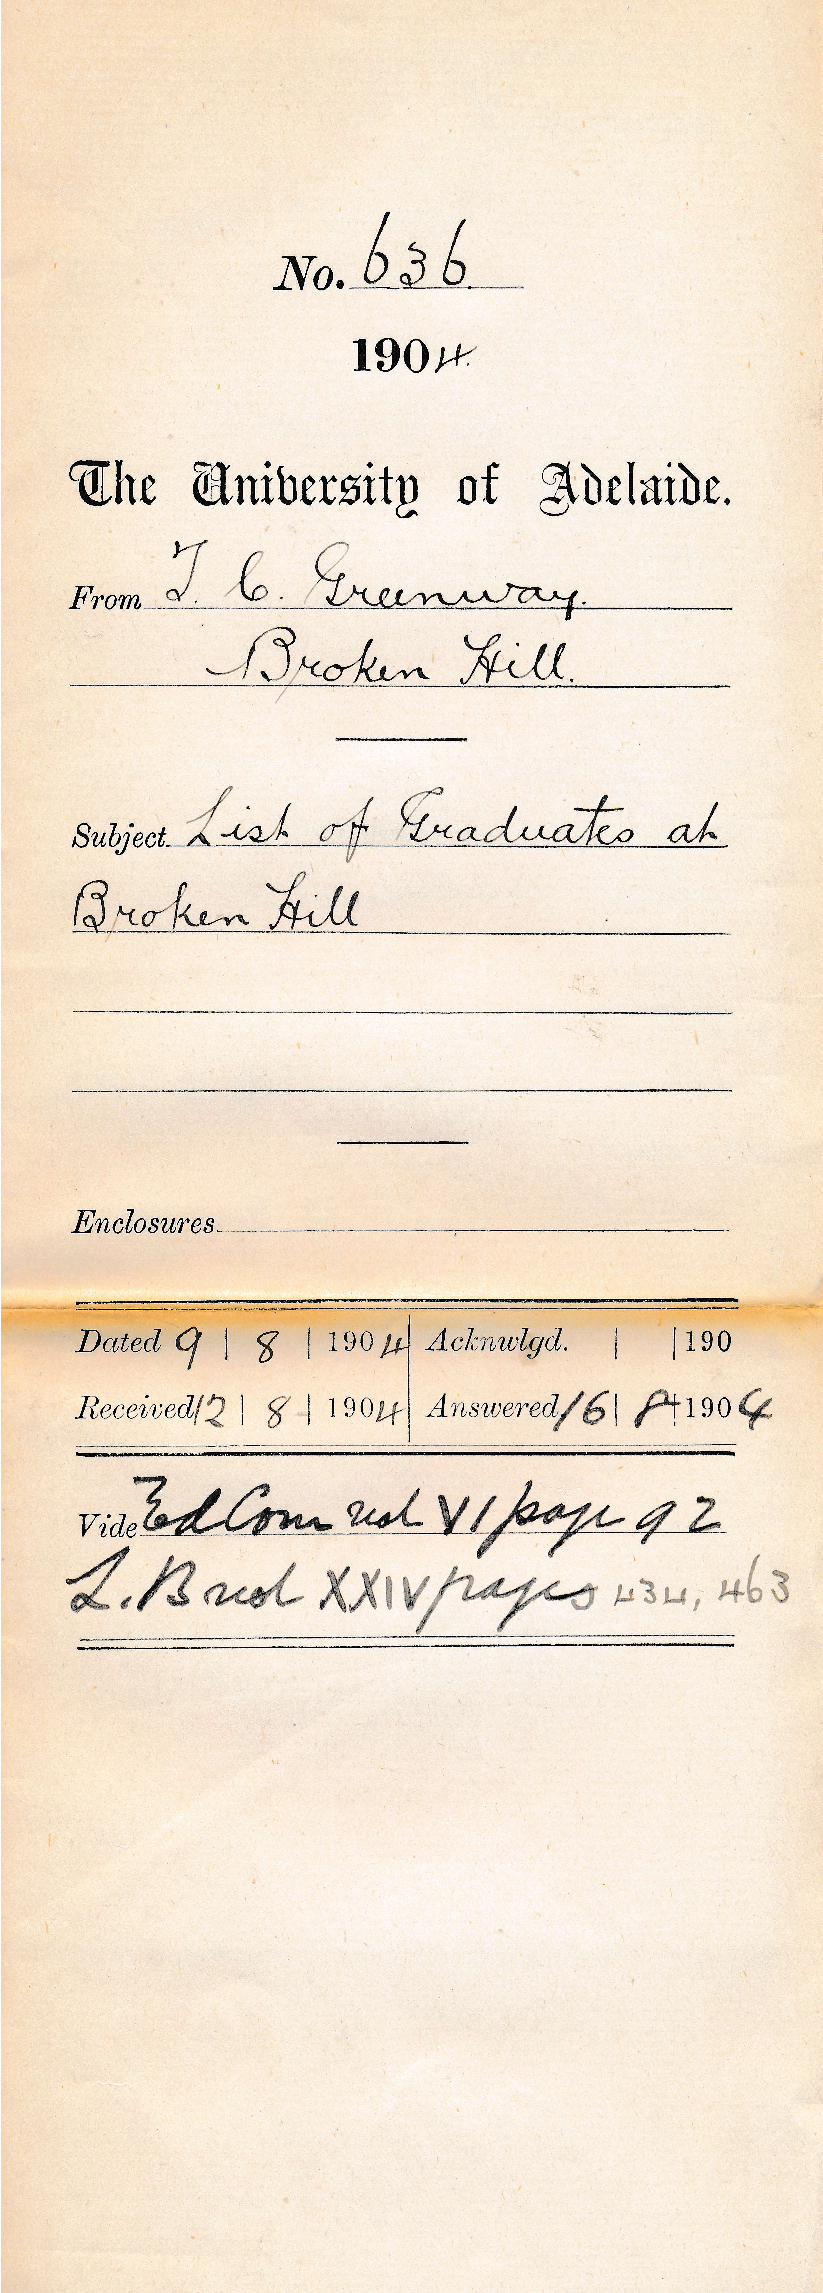 No. 636
1904.
The University of Adelaide.
From T. C. Greenway.
Broken Hill.
Subject. List of Graduates at
Broken Hill
Enclosures
Dated 9 | 8 | 1904 Acknwlgd. | | 190
Received 12 | 8 | 1904 Answered 16 | 8 | 1904
Vide Ed Com vol VI page 92
L. B vol XXIV pages 434, 463